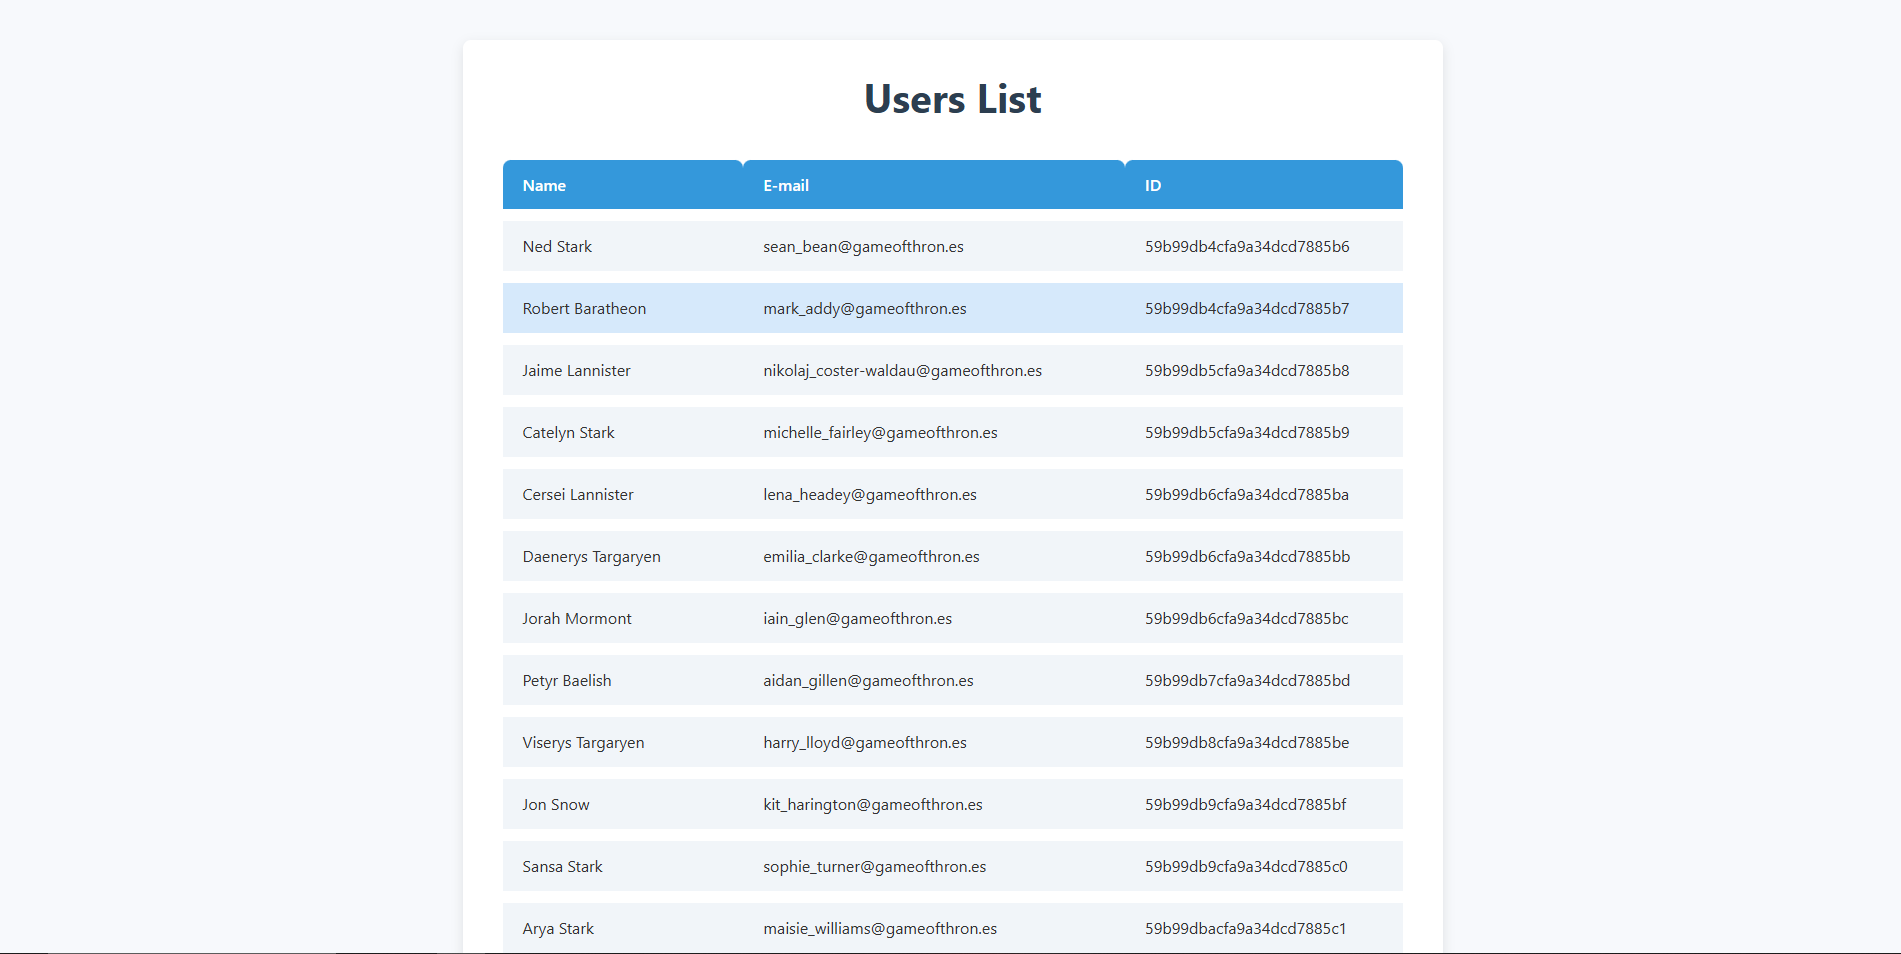 Users List
Name E-mail ID
Ned Stark sean_bean@gameofthron.es 59b99db4cfa9a34dcd7885b6
Robert Baratheon mark_addy@gameofthron.es 59b99db4cfa9a34dcd7885b7
Jaime Lannister nikolaj_coster-waldau@gameofthron.es 59b99db5cfa9a34dcd7885b8
Catelyn Stark michelle_fairley@gameofthron.es 59b99db5cfa9a34dcd7885b9
Cersei Lannister lena_headey@gameofthron.es 59b99db6cfa9a34dcd7885ba
Daenerys Targaryen emilia_clarke@gameofthron.es 59b99db6cfa9a34dcd7885bb
Jorah Mormont iain_glen@gameofthron.es 59b99db6cfa9a34dcd7885bc
Petyr Baelish aidan_gillen@gameofthron.es 59b99db7cfa9a34dcd7885bd
Viserys Targaryen harry_lloyd@gameofthron.es 59b99db8cfa9a34dcd7885be
Jon Snow kit_harington@gameofthron.es 59b99db9cfa9a34dcd7885bf
Sansa Stark sophie_turner@gameofthron.es 59b99db9cfa9a34dcd7885c0
Arya Stark maisie_williams@gameofthron.es 59b99dbacfa9a34dcd7885c1